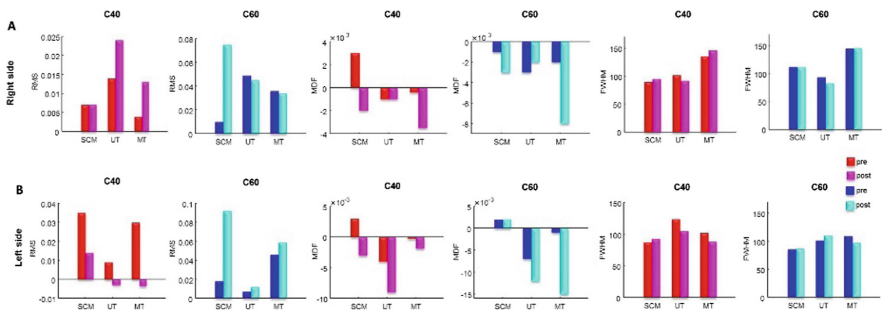 C40 C60 C40 C60 C40 C60
A
Right side
RMS
0.025
0.02
0.015
0.01
0.005
0
SCM UT MT
RMS
0.08
0.06
0.04
0.02
0
SCM UT MT
×10⁻³
MDF
4
2
0
-2
-4
SCM UT MT
×10⁻³
MDF
0
-2
-4
-6
-8
SCM UT MT
FWHM
150
100
50
0
SCM UT MT
FWHM
150
100
50
0
SCM UT MT
pre
post
pre
post
C40 C60 C40 C60 C40 C60
B
Left side
RMS
0.04
0.03
0.02
0.01
0
-0.01
SCM UT MT
RMS
0.1
0.08
0.06
0.04
0.02
0
SCM UT MT
×10⁻³
MDF
5
0
-5
-10
SCM UT MT
×10⁻³
MDF
5
0
-5
-10
-15
SCM UT MT
FWHM
150
100
50
0
SCM UT MT
FWHM
150
100
50
0
SCM UT MT